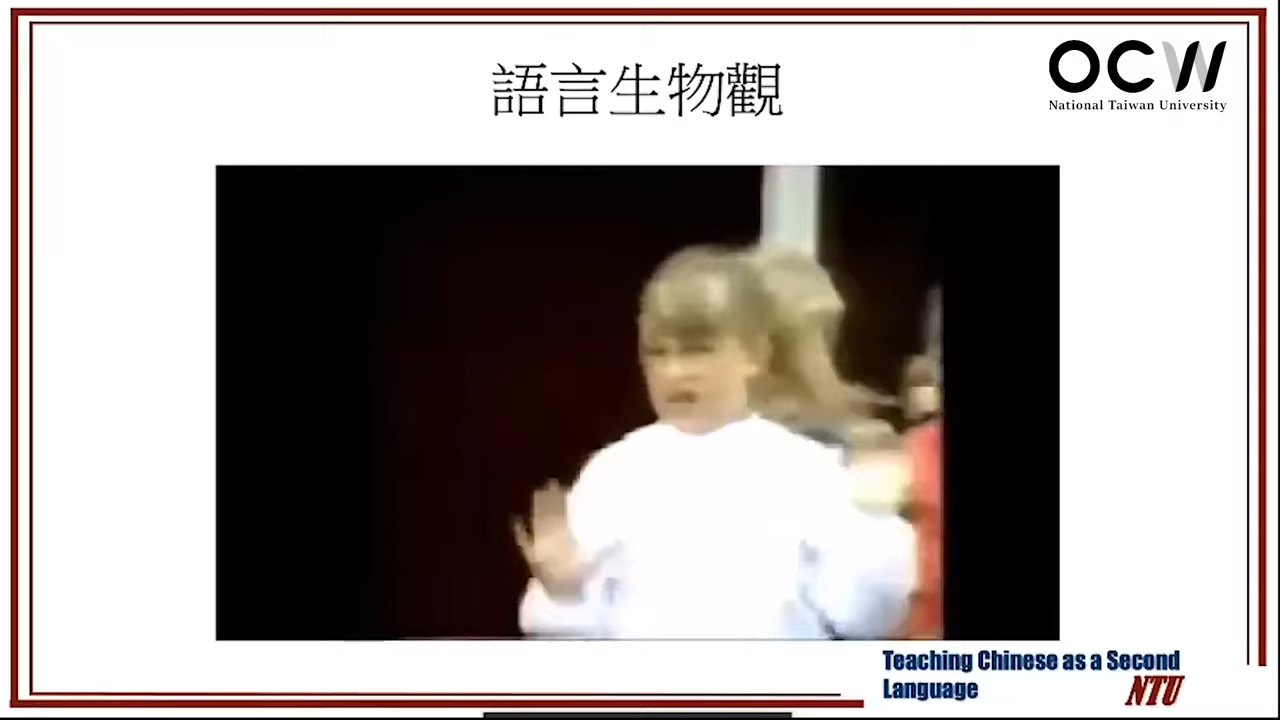 OCW
National Taiwan University
語言生物觀
Teaching Chinese as a Second
Language
NTU